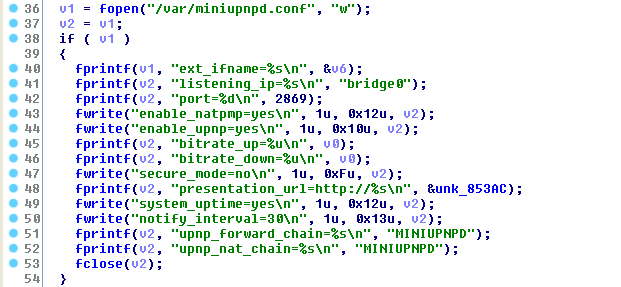 36 v1 = fopen("/var/miniupnpd.conf", "w");
37 v2 = v1;
38 if ( v1 )
39 {
40 fprintf(v1, "ext_ifname=%s\n", &v6);
41 fprintf(v2, "listening_ip=%s\n", "bridge0");
42 fprintf(v2, "port=%d\n", 2869);
43 fwrite("enable_natpmp=yes\n", 1u, 0x12u, v2);
44 fwrite("enable_upnp=yes\n", 1u, 0x10u, v2);
45 fprintf(v2, "bitrate_up=%u\n", v0);
46 fprintf(v2, "bitrate_down=%u\n", v0);
47 fwrite("secure_mode=no\n", 1u, 0xFu, v2);
48 fprintf(v2, "presentation_url=http://%s\n", &unk_853AC);
49 fwrite("system_uptime=yes\n", 1u, 0x12u, v2);
50 fwrite("notify_interval=30\n", 1u, 0x13u, v2);
51 fprintf(v2, "upnp_forward_chain=%s\n", "MINIUPNPD");
52 fprintf(v2, "upnp_nat_chain=%s\n", "MINIUPNPD");
53 fclose(v2);
54 }